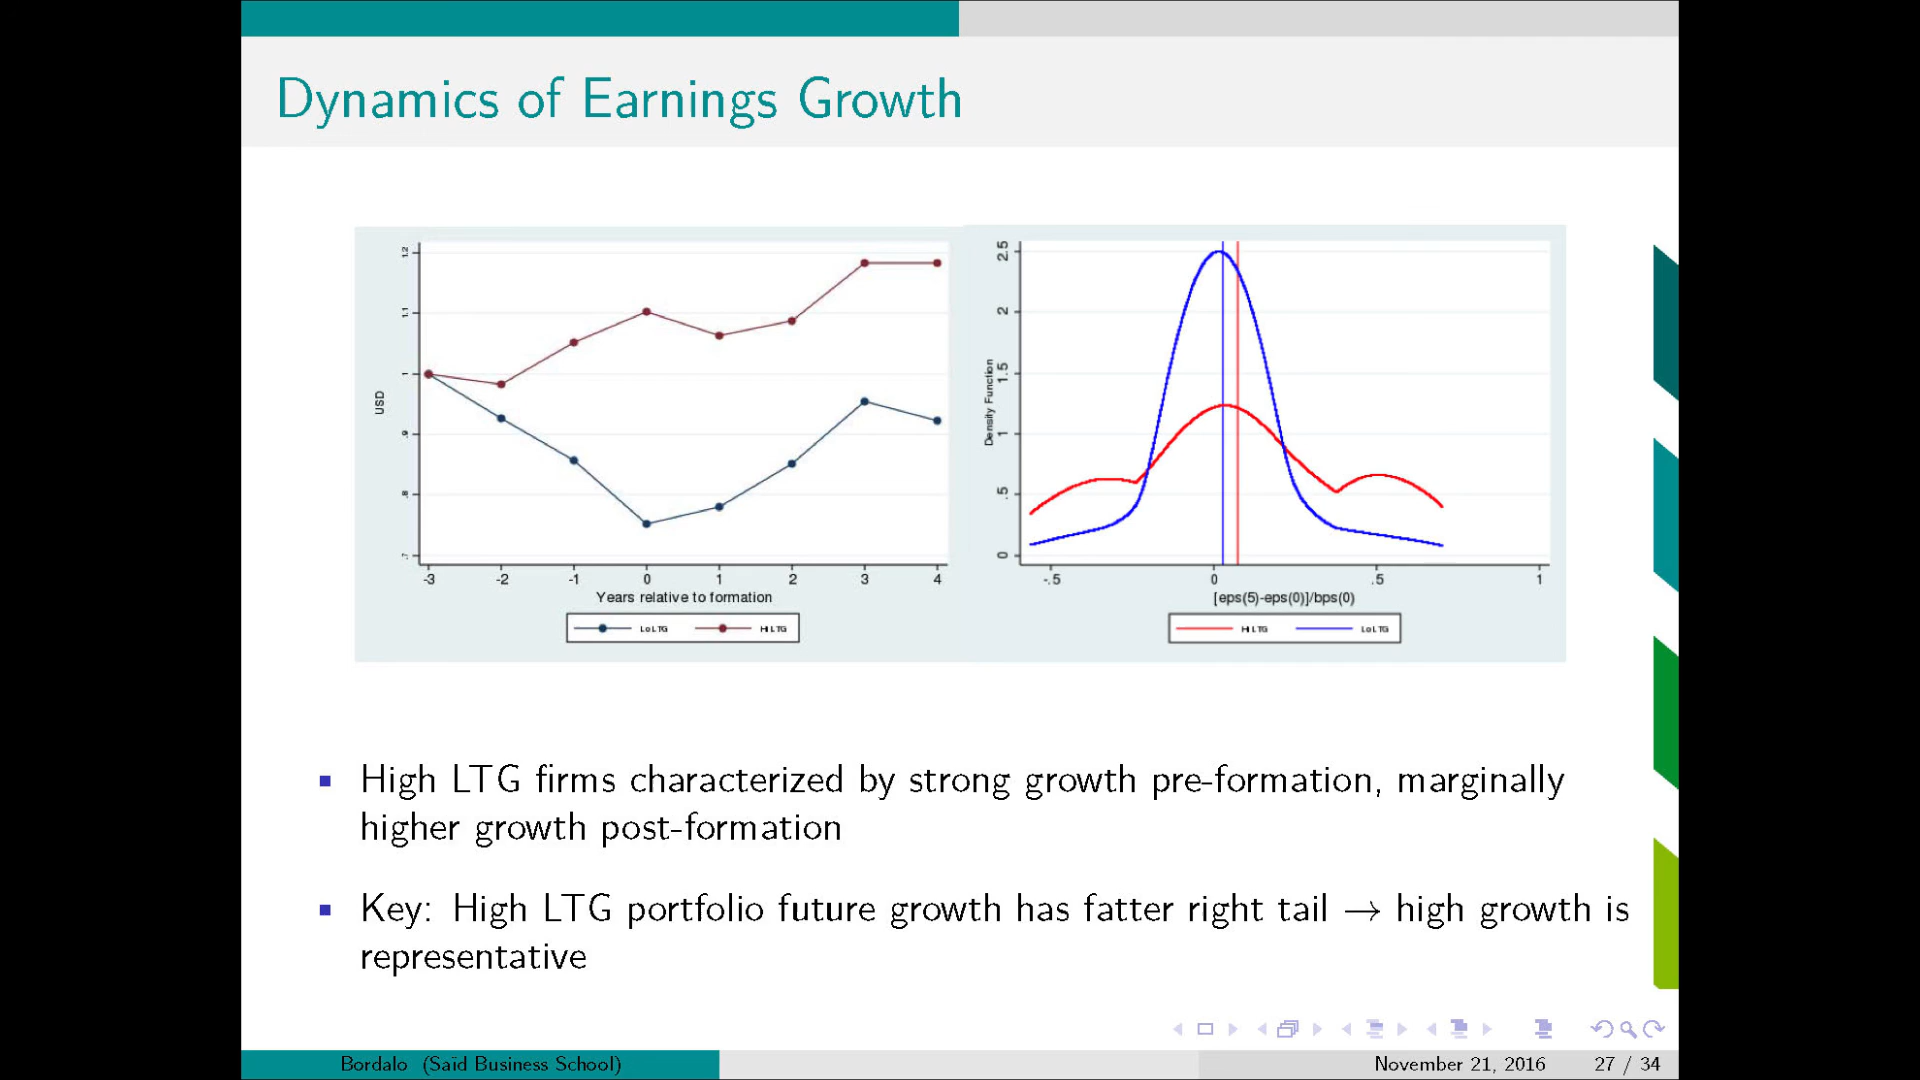 Dynamics of Earnings Growth
1.2
1.1
1
.9
.8
.7
USD
-3 -2 -1 0 1 2 3 4
Years relative to formation
LoLTG HiLTG
2.5
2
1.5
1
.5
0
Density Function
-.5 0 .5 1
[eps(5)-eps(0)]/bps(0)
HiLTG LoLTG
High LTG firms characterized by strong growth pre-formation, marginally
higher growth post-formation
Key: High LTG portfolio future growth has fatter right tail → high growth is
representative
Bordalo (Saïd Business School) November 21, 2016 27 / 34